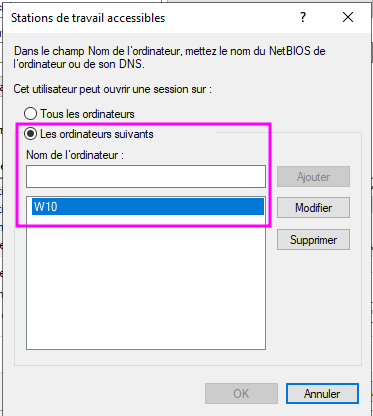 Stations de travail accessibles
Dans le champ Nom de l'ordinateur, mettez le nom du NetBIOS de
l'ordinateur ou de son DNS.
Cet utilisateur peut ouvrir une session sur :
Tous les ordinateurs
Les ordinateurs suivants
Nom de l'ordinateur :
Ajouter
W10
Modifier
Supprimer
OK
Annuler